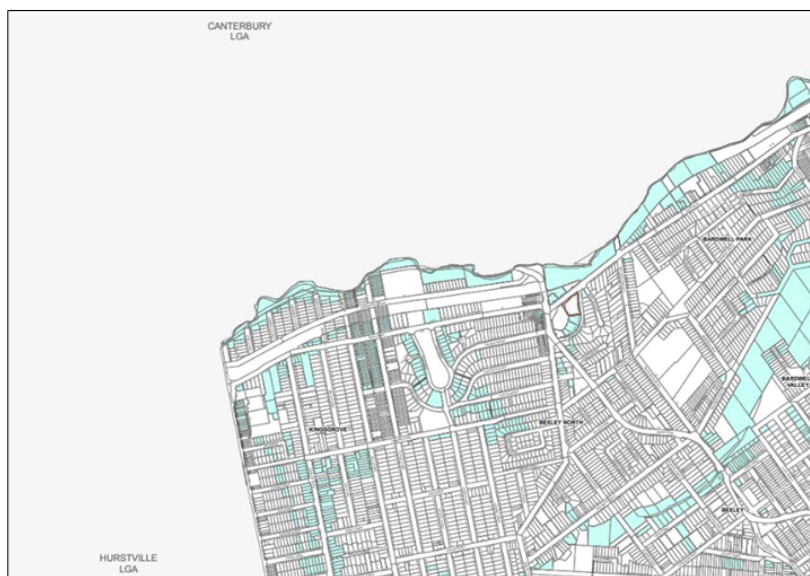 CANTERBURY
LGA
BARDWELL PARK
BARDWELL
VALLEY
KINGSGROVE
BEXLEY NORTH
BEXLEY
HURSTVILLE
LGA